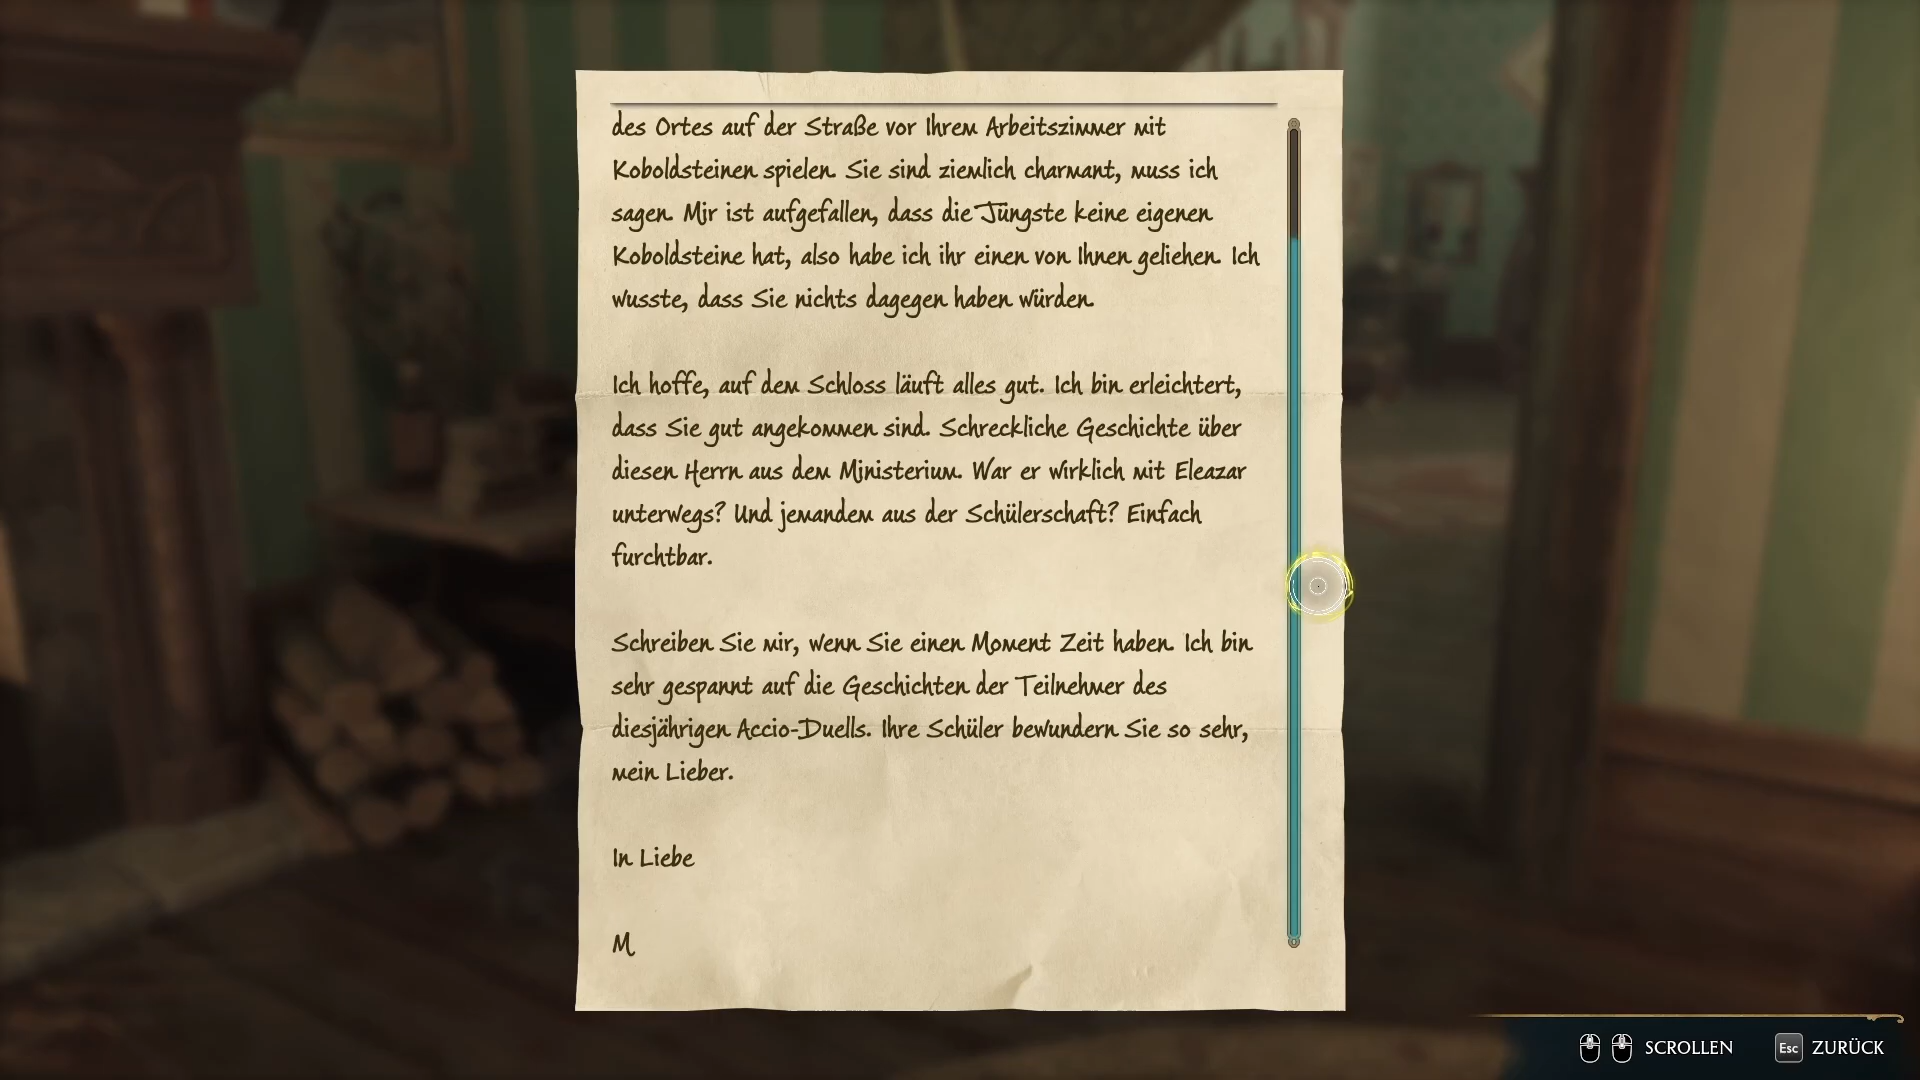 des Ortes auf der Straße vor Ihrem Arbeitszimmer mit
Koboldsteinen spielen. Sie sind ziemlich charmant, muss ich
sagen. Mir ist aufgefallen, dass die Jüngste keine eigenen
Koboldsteine hat, also habe ich ihr einen von Ihnen geliehen. Ich
wusste, dass Sie nichts dagegen haben würden.
Ich hoffe, auf dem Schloss läuft alles gut. Ich bin erleichtert,
dass Sie gut angekommen sind. Schreckliche Geschichte über
diesen Herrn aus dem Ministerium. War er wirklich mit Eleazar
unterwegs? Und jemandem aus der Schülerschaft? Einfach
furchtbar.
Schreiben Sie mir, wenn Sie einen Moment Zeit haben. Ich bin
sehr gespannt auf die Geschichten der Teilnehmer des
diesjährigen Accio-Duells. Ihre Schüler bewundern Sie so sehr,
mein Lieber.
In Liebe
M
Esc
SCROLLEN
ZURÜCK